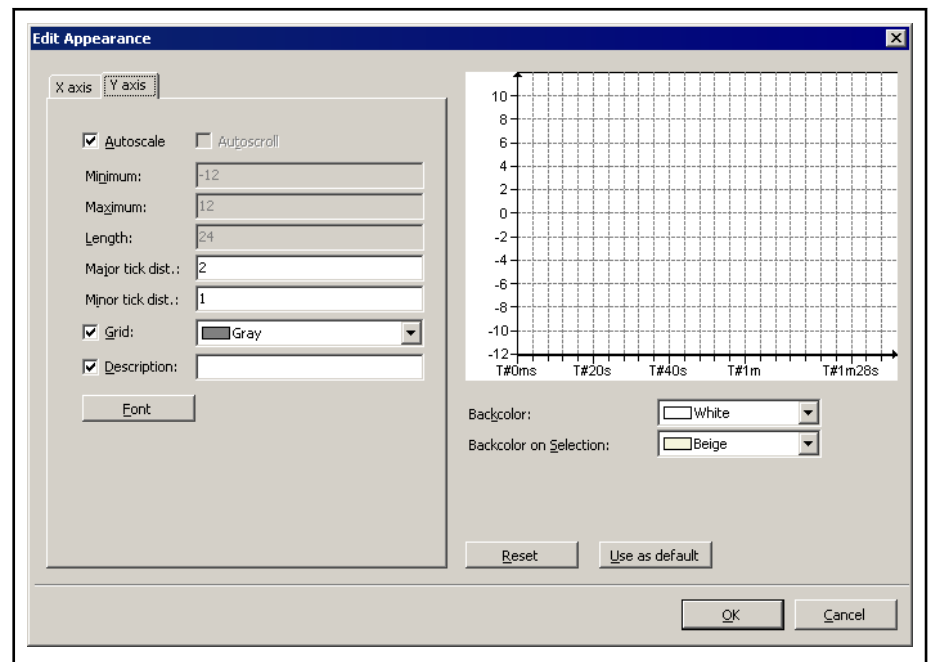 Edit Appearance
X axis Y axis
Autoscale Autoscroll
Minimum: -12
Maximum: 12
Length: 24
Major tick dist.: 2
Minor tick dist.: 1
Grid: Gray
Description:
Font
10
8
6
4
2
0
-2
-4
-6
-8
-10
-12
T#0ms T#20s T#40s T#1m T#1m28s
Backcolor: White
Backcolor on Selection: Beige
Reset Use as default
OK Cancel